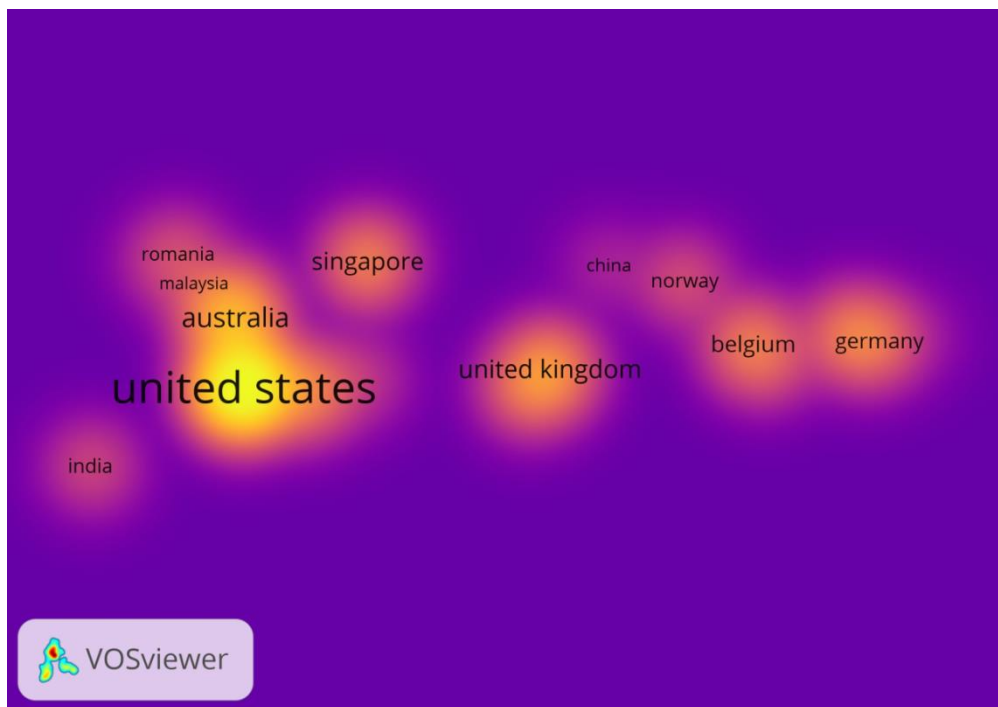 romania
singapore
china
malaysia
norway
australia
belgium
germany
united kingdom
united states
india
VOSviewer